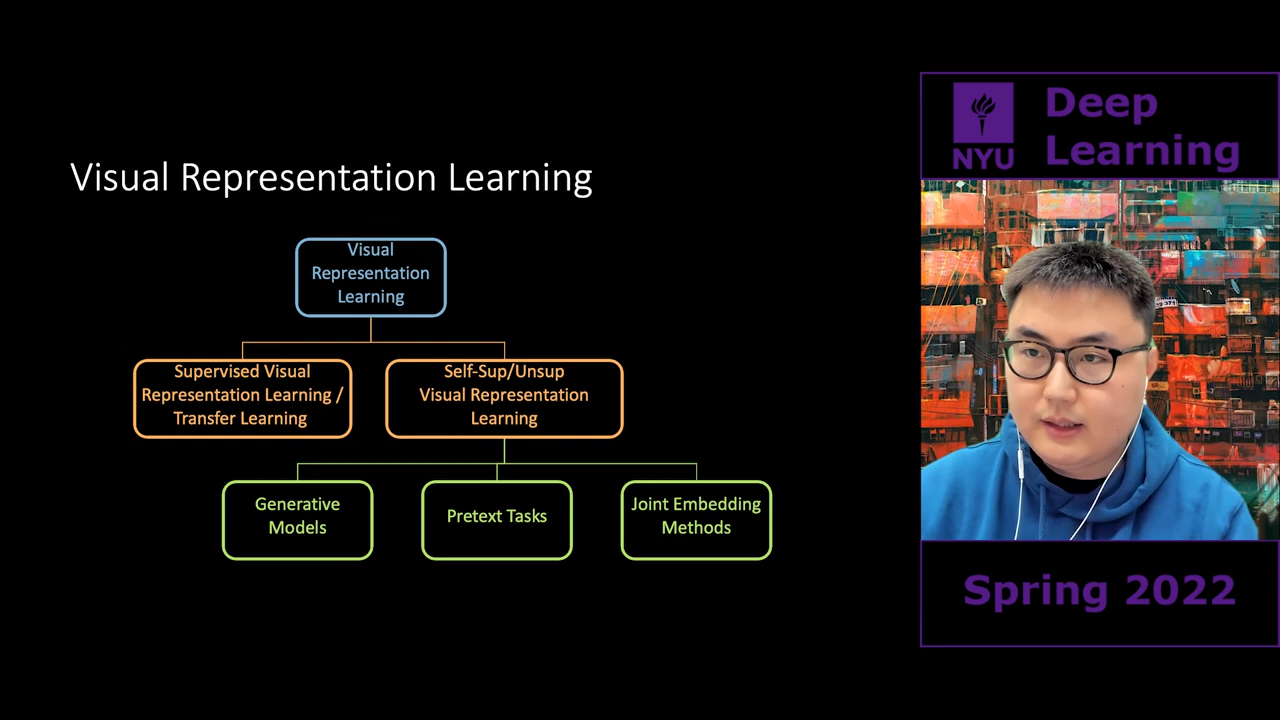 Visual Representation Learning
Visual
Representation
Learning
Supervised Visual
Representation Learning /
Transfer Learning
Self-Sup/Unsup
Visual Representation
Learning
Generative
Models
Pretext Tasks
Joint Embedding
Methods
NYU
Deep
Learning
Spring 2022